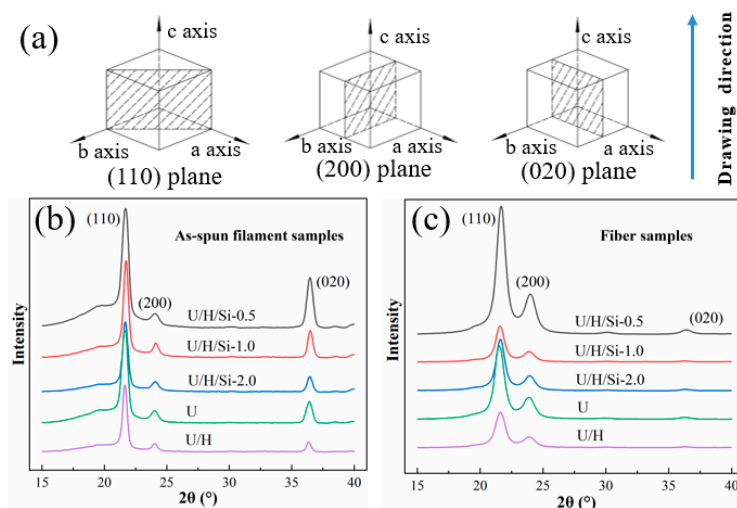 (a)
c axis
b axis
a axis
(110) plane
c axis
b axis
a axis
(200) plane
c axis
b axis
a axis
(020) plane
Drawing direction
(b)
As-spun filament samples
(110)
(200)
(020)
U/H/Si-0.5
U/H/Si-1.0
U/H/Si-2.0
U
U/H
Intensity
15 20 25 30 35 40
2θ (°)
(c)
Fiber samples
(110)
(200)
(020)
U/H/Si-0.5
U/H/Si-1.0
U/H/Si-2.0
U
U/H
Intensity
15 20 25 30 35 40
2θ (°)